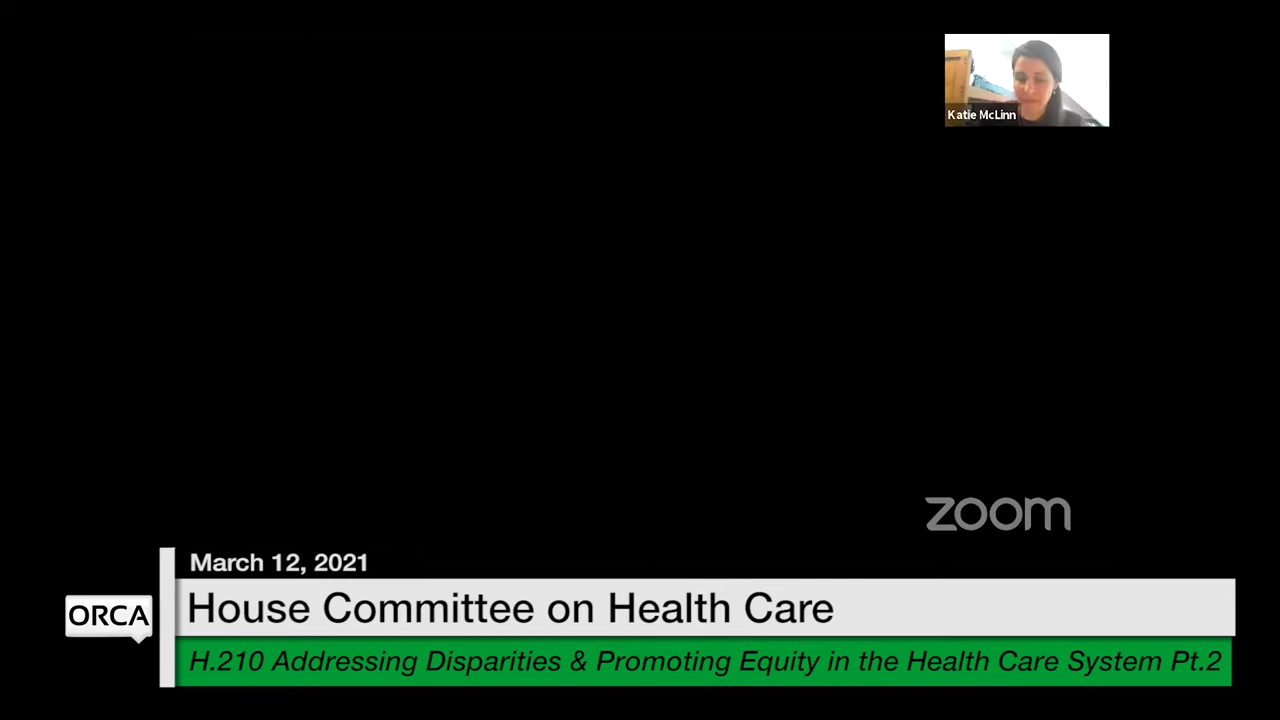 Katie McLinn
zoom
March 12, 2021
House Committee on Health Care
ORCA
H.210 Addressing Disparities & Promoting Equity in the Health Care System Pt.2